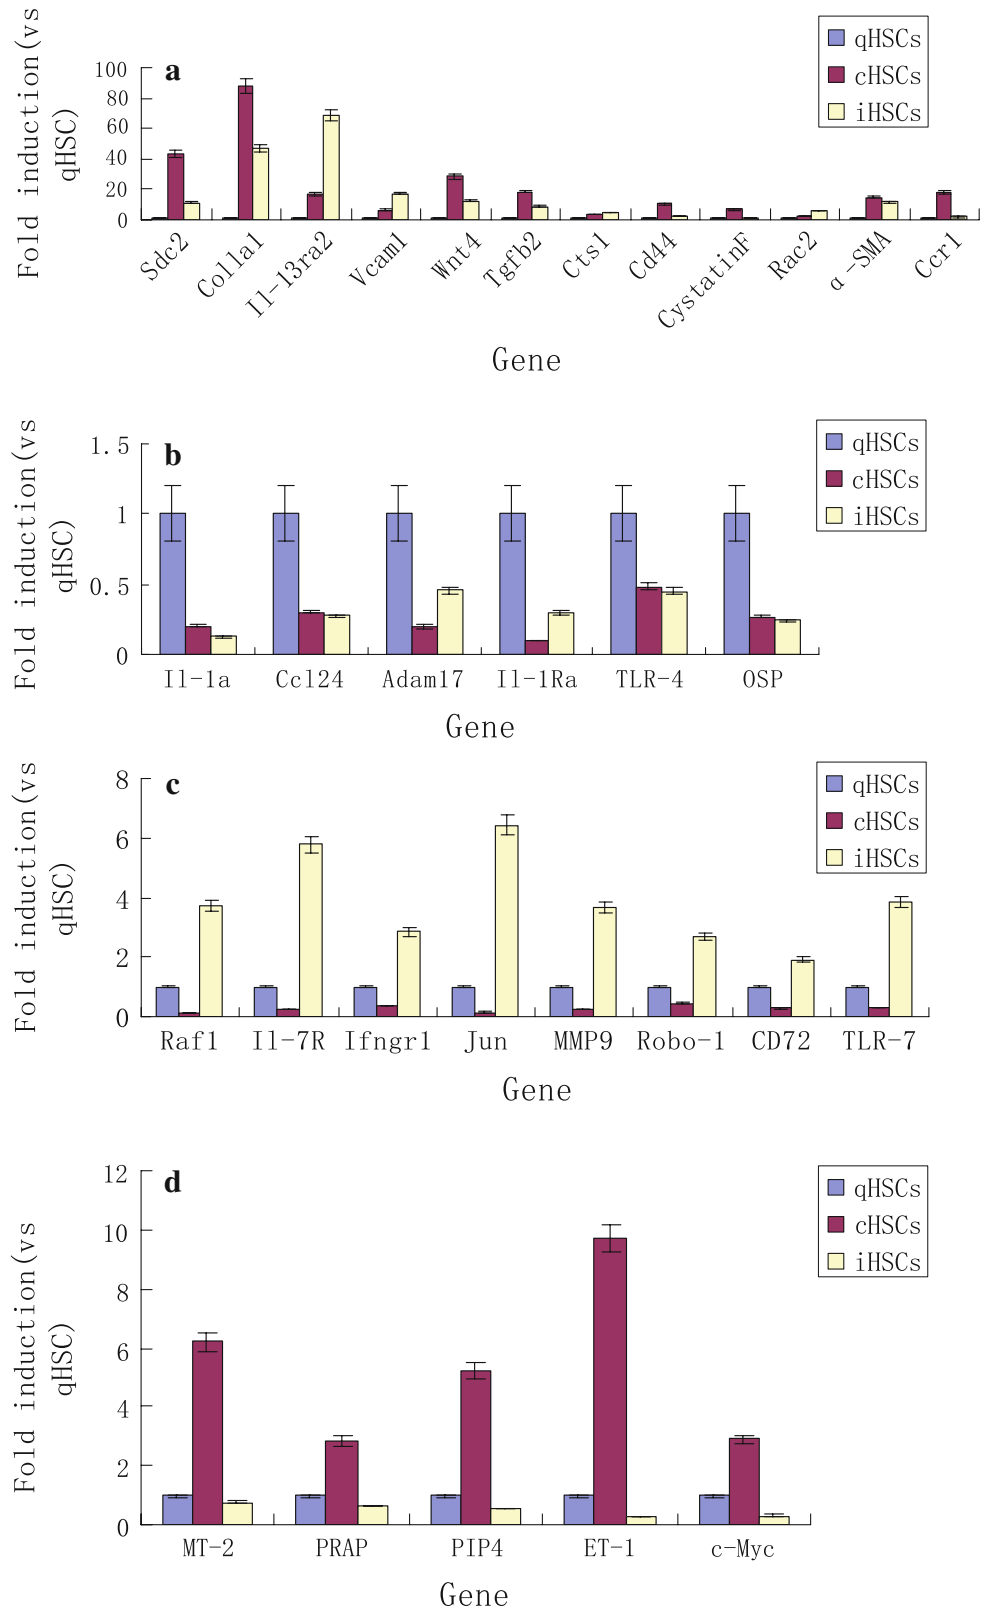 Fold induction(vs
qHSC)
a
100
80
60
40
20
0
qHSCs
cHSCs
iHSCs
Sdc2
Col1a1
Il-13ra2
Vcam1
Wnt4
Tgfb2
Cts1
Cd44
CystatinF
Rac2
α-SMA
Ccr1
Gene
Fold induction(vs
qHSC)
b
1.5
1
0.5
0
qHSCs
cHSCs
iHSCs
Il-1a
Ccl24
Adam17
Il-1Ra
TLR-4
OSP
Gene
Fold induction(vs
qHSC)
c
8
6
4
2
0
qHSCs
cHSCs
iHSCs
Raf1
Il-7R
Ifngr1
Jun
MMP9
Robo-1
CD72
TLR-7
Gene
Fold induction(vs
qHSC)
d
12
10
8
6
4
2
0
qHSCs
cHSCs
iHSCs
MT-2
PRAP
PIP4
ET-1
c-Myc
Gene